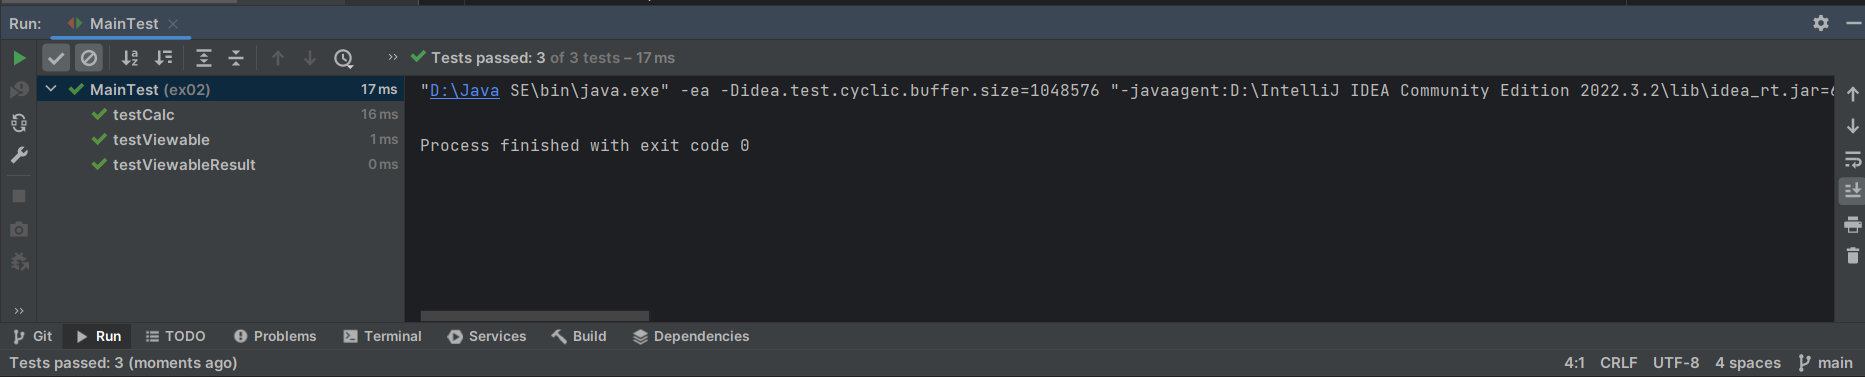 Run: MainTest
Tests passed: 3 of 3 tests – 17 ms
MainTest (ex02) 17 ms
testCalc 16 ms
testViewable 1 ms
testViewableResult 0 ms
"D:\Java SE\bin\java.exe" -ea -Didea.test.cyclic.buffer.size=1048576 "-javaagent:D:\IntelliJ IDEA Community Edition 2022.3.2\lib\idea_rt.jar=
Process finished with exit code 0
Git Run TODO Problems Terminal Services Build Dependencies
Tests passed: 3 (moments ago) 4:1 CRLF UTF-8 4 spaces main